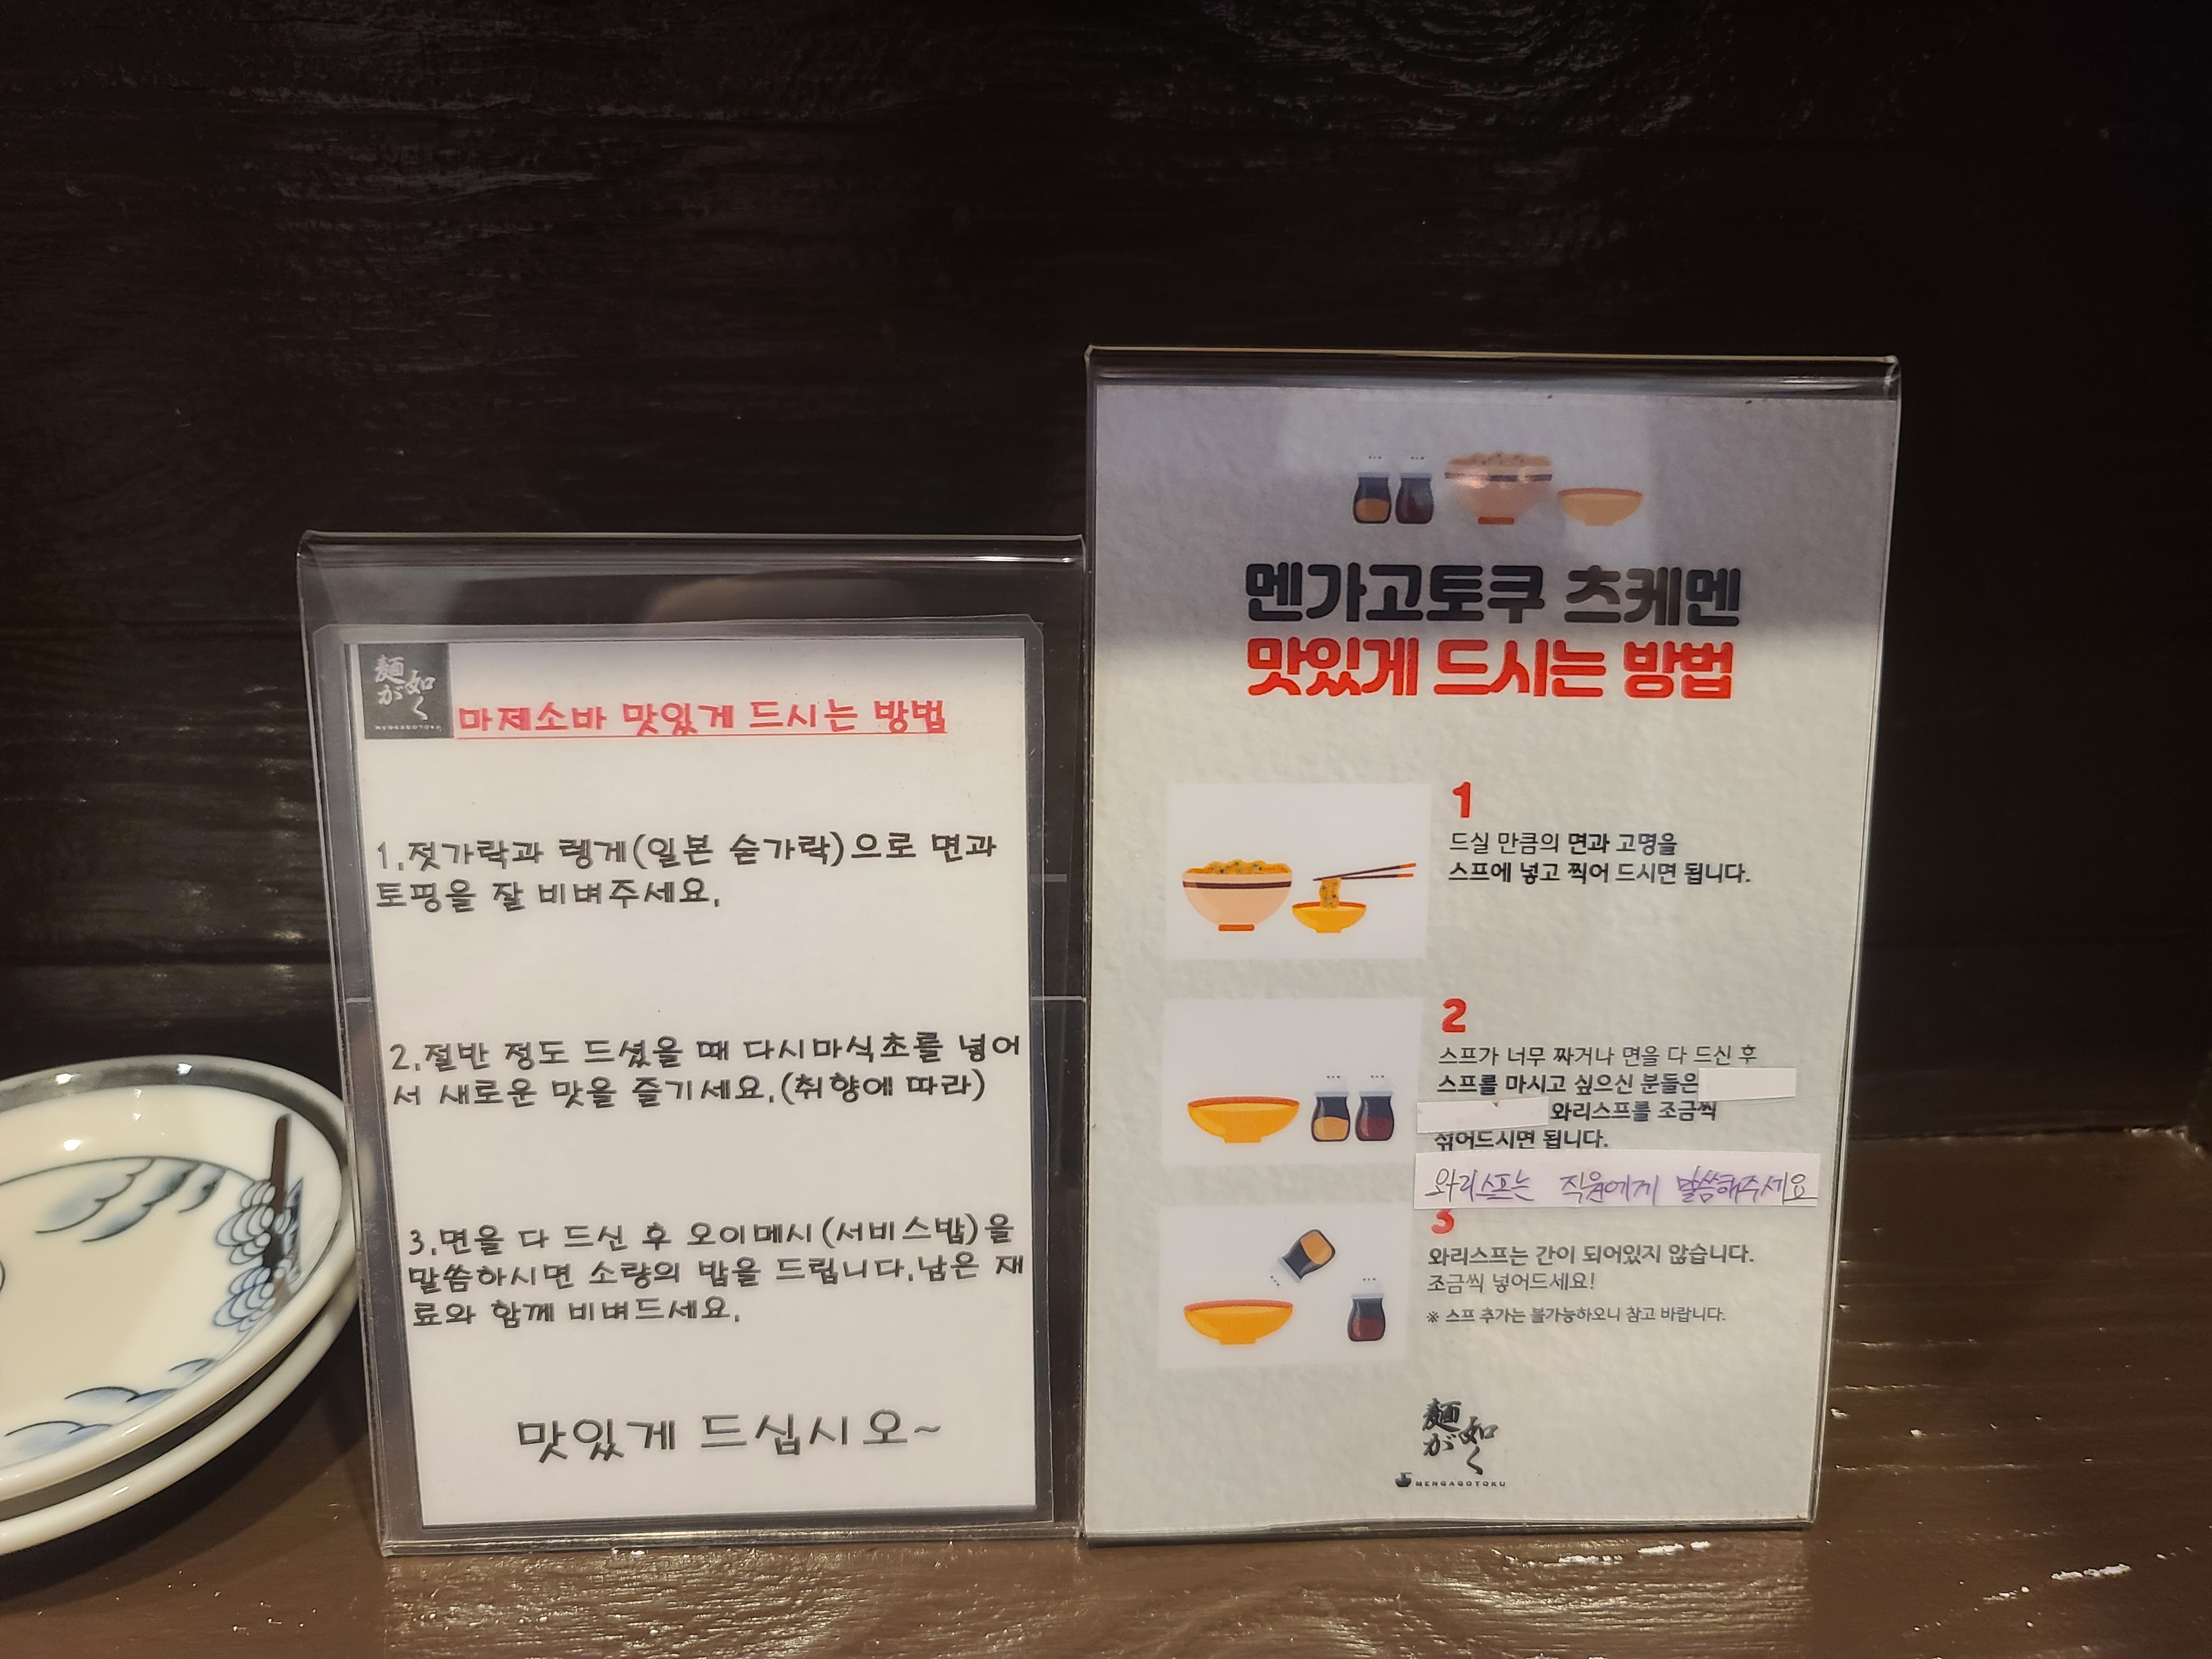 麺が
如く
MENGAGOTOKU
마제소바 맛있게 드시는 방법
1.젓가락과 렝게(일본 숟가락)으로 면과
토핑을 잘 비벼주세요.
2.절반 정도 드셨을 때 다시마식초를 넣어
서 새로운 맛을 즐기세요.(취향에 따라)
3.면을 다 드신 후 오이메시(서비스밥)을
말씀하시면 소량의 밥을 드립니다.남은 재
료와 함께 비벼드세요.
맛있게 드십시오~
멘가고토쿠 츠케멘
맛있게 드시는 방법
1
드실 만큼의 면과 고명을
스프에 넣고 찍어 드시면 됩니다.
2
스프가 너무 짜거나 면을 다 드신 후
스프를 마시고 싶으신 분들은
와리스프를 조금씩
섞어드시면 됩니다.
와리스프는 직원에게 말씀해주세요
3
와리스프는 간이 되어있지 않습니다.
조금씩 넣어드세요!
※ 스프 추가는 불가능하오니 참고 바랍니다.
麺が
如く
MENGAGOTOKU